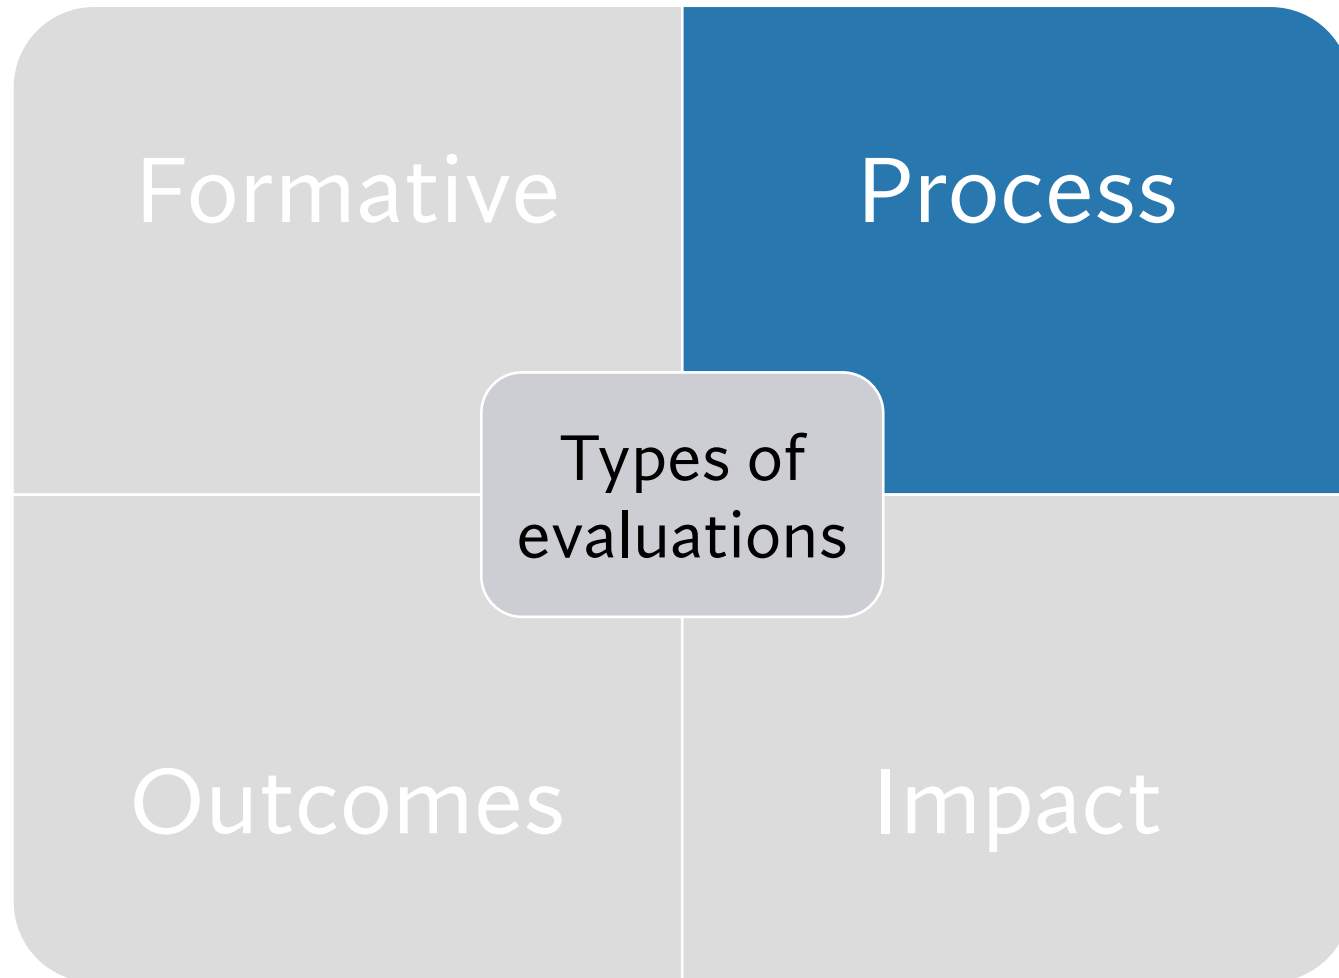 Formative
Process
Types of
evaluations
Outcomes
Impact